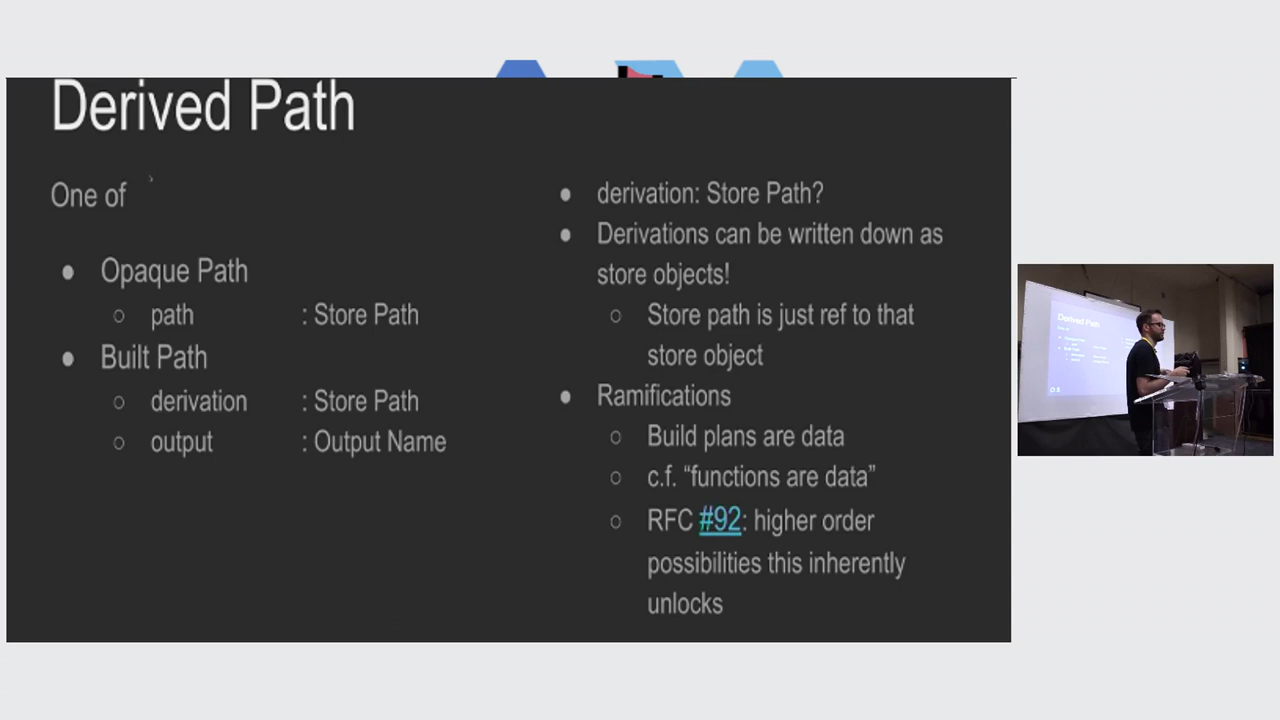 Derived Path
One of
● Opaque Path
○ path : Store Path
● Built Path
○ derivation : Store Path
○ output : Output Name
● derivation: Store Path?
● Derivations can be written down as
store objects!
○ Store path is just ref to that
store object
● Ramifications
○ Build plans are data
○ c.f. “functions are data”
○ RFC #92: higher order
possibilities this inherently
unlocks
Derived Path